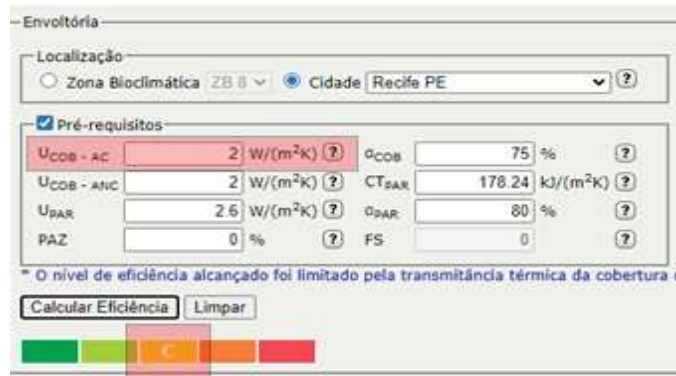 Envoltória
Localização
Zona Bioclimática ZB 8 Cidade Recife PE ?
Pré-requisitos
UCOB - AC 2 W/(m²K) ? αCOB 75 % ?
UCOB - ANC 2 W/(m²K) ? CTPAR 178.24 kJ/(m²K) ?
UPAR 2.6 W/(m²K) ? αPAR 80 % ?
PAZ 0 % ? FS 0 ?
* O nível de eficiência alcançado foi limitado pela transmitância térmica da cobertura
Calcular Eficiência Limpar
C